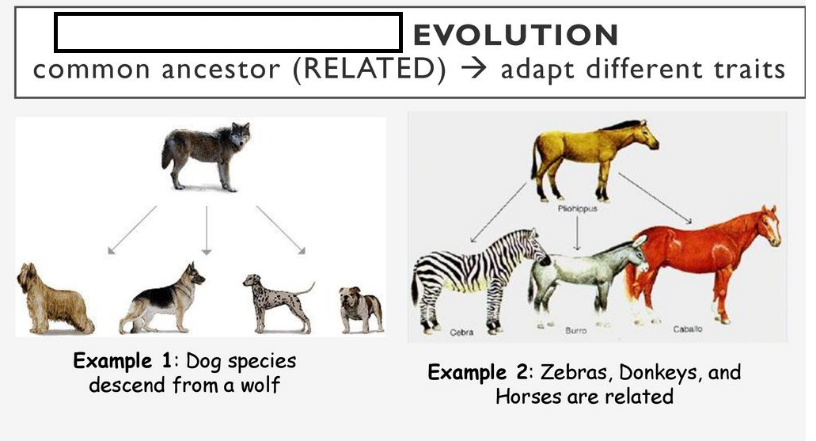 EVOLUTION
common ancestor (RELATED) → adapt different traits
Pliohippus
Cebra
Burro
Caballo
Example 1: Dog species
descend from a wolf
Example 2: Zebras, Donkeys, and
Horses are related